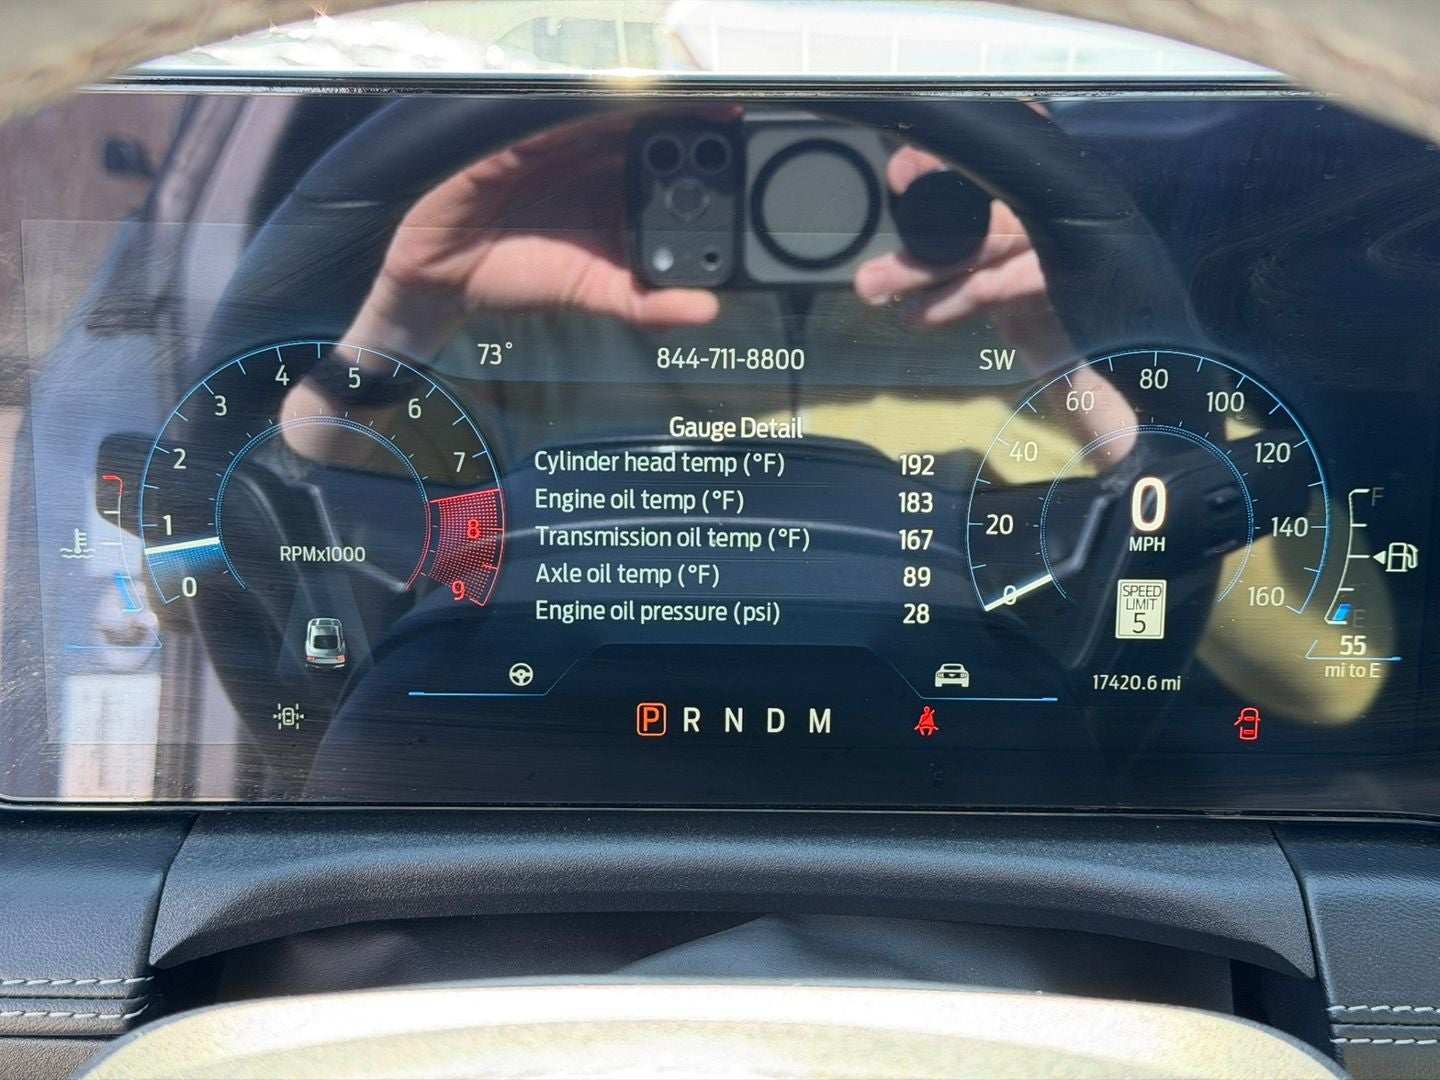 73°
844-711-8800
SW
Gauge Detail
Cylinder head temp (°F) 192
Engine oil temp (°F) 183
Transmission oil temp (°F) 167
Axle oil temp (°F) 89
Engine oil pressure (psi) 28
0
1
2
3
4
5
6
7
8
9
RPMx1000
0
20
40
60
80
100
120
140
160
0
MPH
SPEED
LIMIT
5
17420.6 mi
F
E
55
mi to E
P R N D M